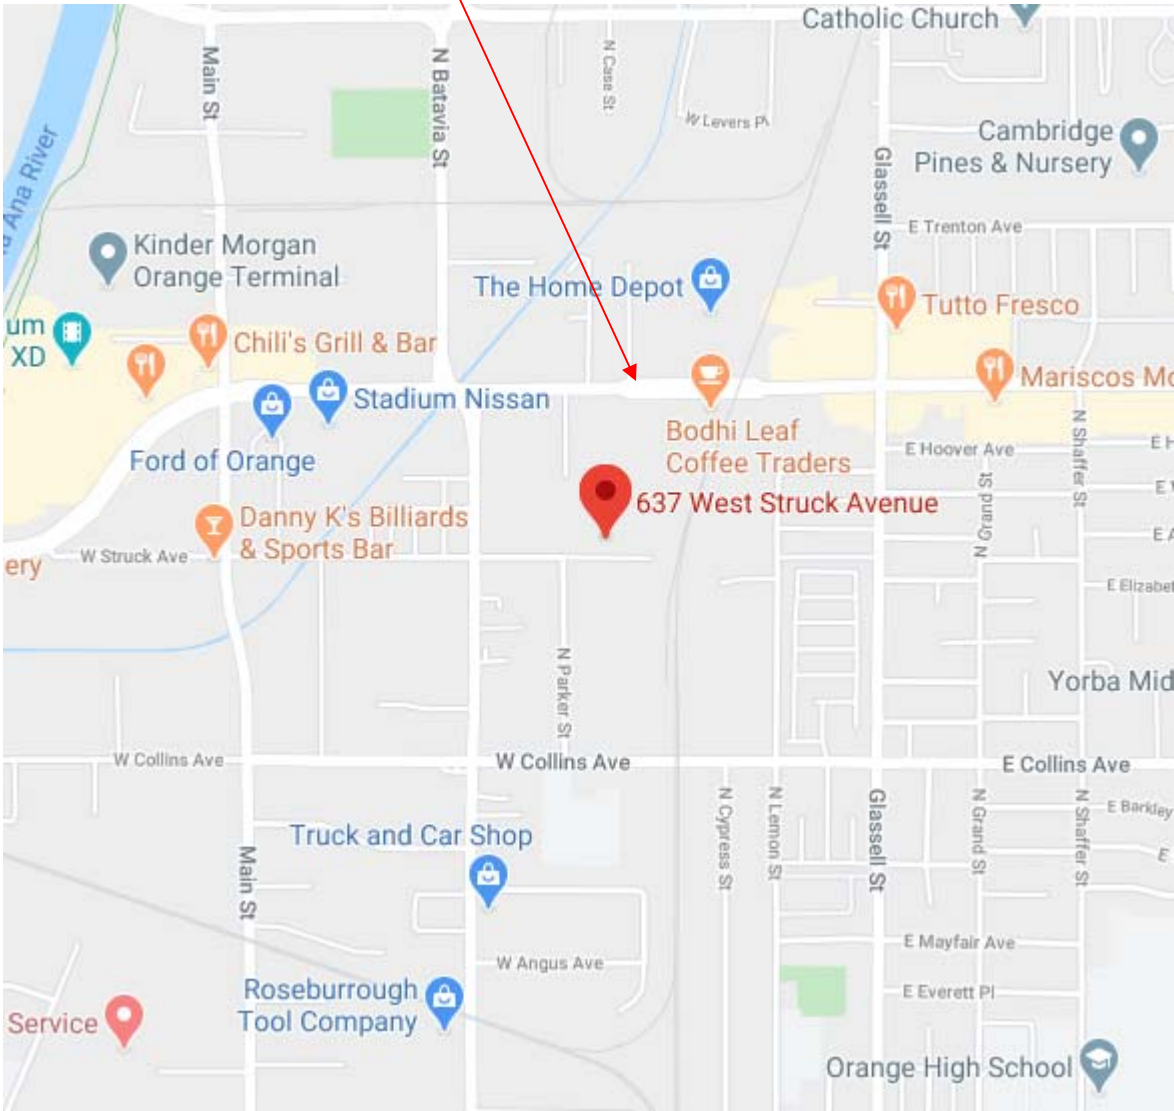 Catholic Church
Main St
N Batavia St
N Case St
W Levers Pl
Glassell St
Cambridge
Pines & Nursery
a Ana River
E Trenton Ave
Kinder Morgan
Orange Terminal
The Home Depot
Tutto Fresco
um
XD
Chili's Grill & Bar
Stadium Nissan
Mariscos Mo
Ford of Orange
Bodhi Leaf
Coffee Traders
N Shaffer St
E Hoover Ave
E H
N Grand St
637 West Struck Avenue
Danny K's Billiards
& Sports Bar
E A
ery
W Struck Ave
E Elizabet
N Parker St
Yorba Mid
W Collins Ave
W Collins Ave
E Collins Ave
N Cypress St
N Lemon St
Glassell St
N Grand St
N Shaffer St
E Barkley
Truck and Car Shop
E
Main St
E Mayfair Ave
W Angus Ave
E Everett Pl
Roseburrough
Tool Company
Service
Orange High School